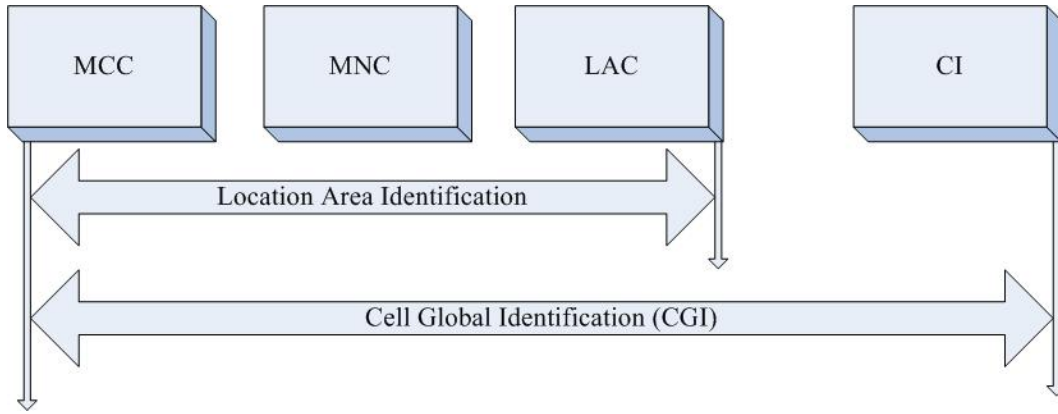 MCC
MNC
LAC
CI
Location Area Identification
Cell Global Identification (CGI)